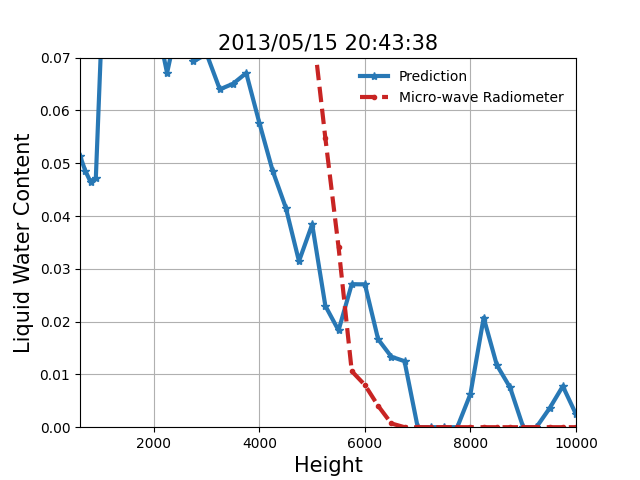 2013/05/15 20:43:38
0.07
0.06
0.05
0.04
0.03
0.02
0.01
0.00
Liquid Water Content
Prediction
Micro-wave Radiometer
2000 4000 6000 8000 10000
Height